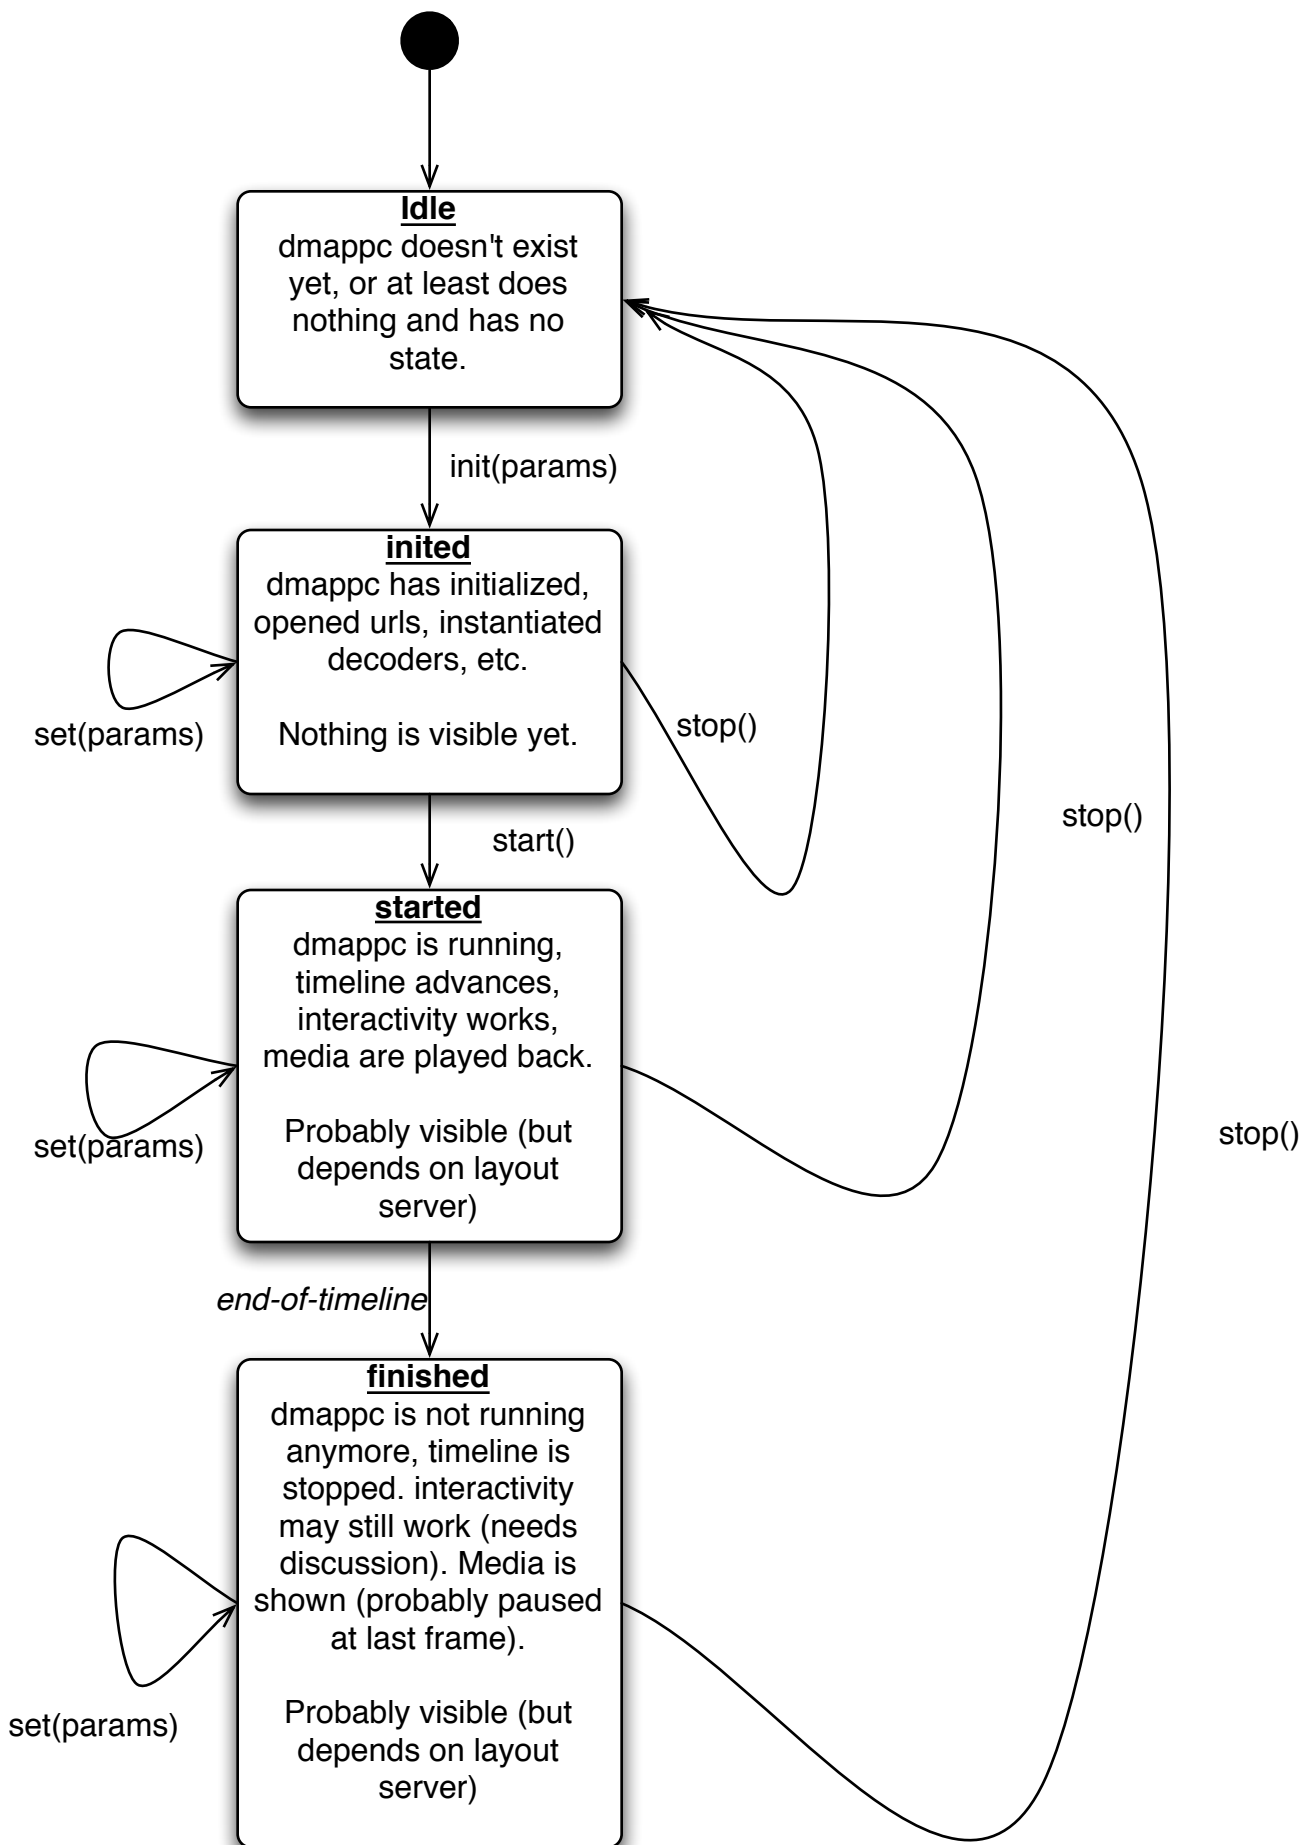 Idle
dmappc doesn't exist
yet, or at least does
nothing and has no
state.
init(params)
inited
dmappc has initialized,
opened urls, instantiated
decoders, etc.
Nothing is visible yet.
set(params)
stop()
start()
stop()
started
dmappc is running,
timeline advances,
interactivity works,
media are played back.
Probably visible (but
depends on layout
server)
set(params)
stop()
end-of-timeline
finished
dmappc is not running
anymore, timeline is
stopped. interactivity
may still work (needs
discussion). Media is
shown (probably paused
at last frame).
Probably visible (but
depends on layout
server)
set(params)